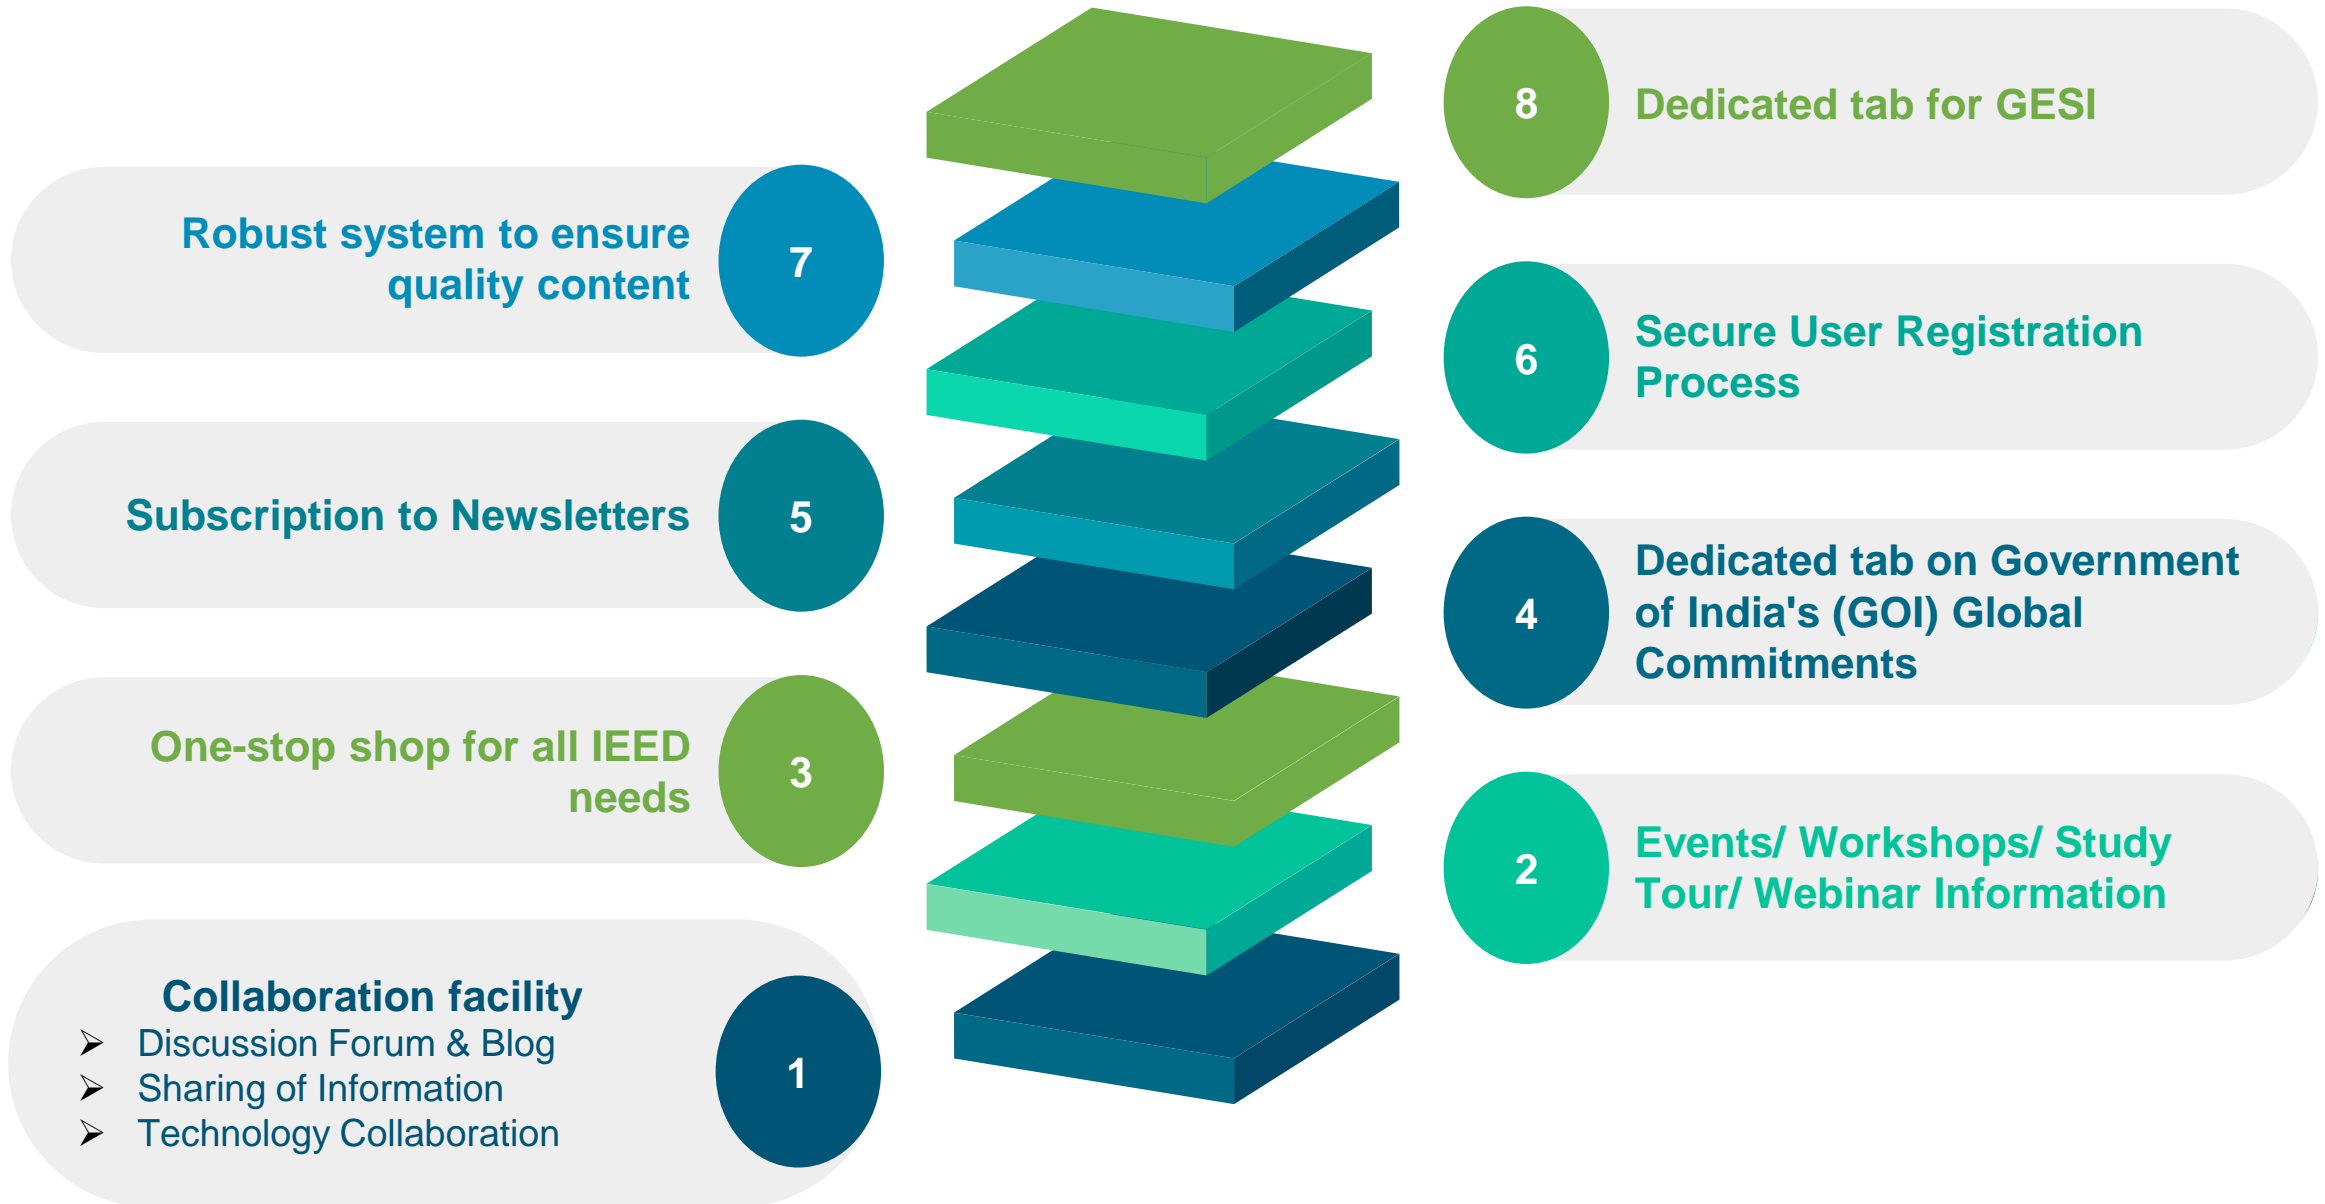 8
Dedicated tab for GESI
Robust system to ensure
quality content
7
6
Secure User Registration
Process
Subscription to Newsletters
5
4
Dedicated tab on Government
of India's (GOI) Global
Commitments
One-stop shop for all IEED
needs
3
2
Events/ Workshops/ Study
Tour/ Webinar Information
Collaboration facility
➢ Discussion Forum & Blog
➢ Sharing of Information
➢ Technology Collaboration
1